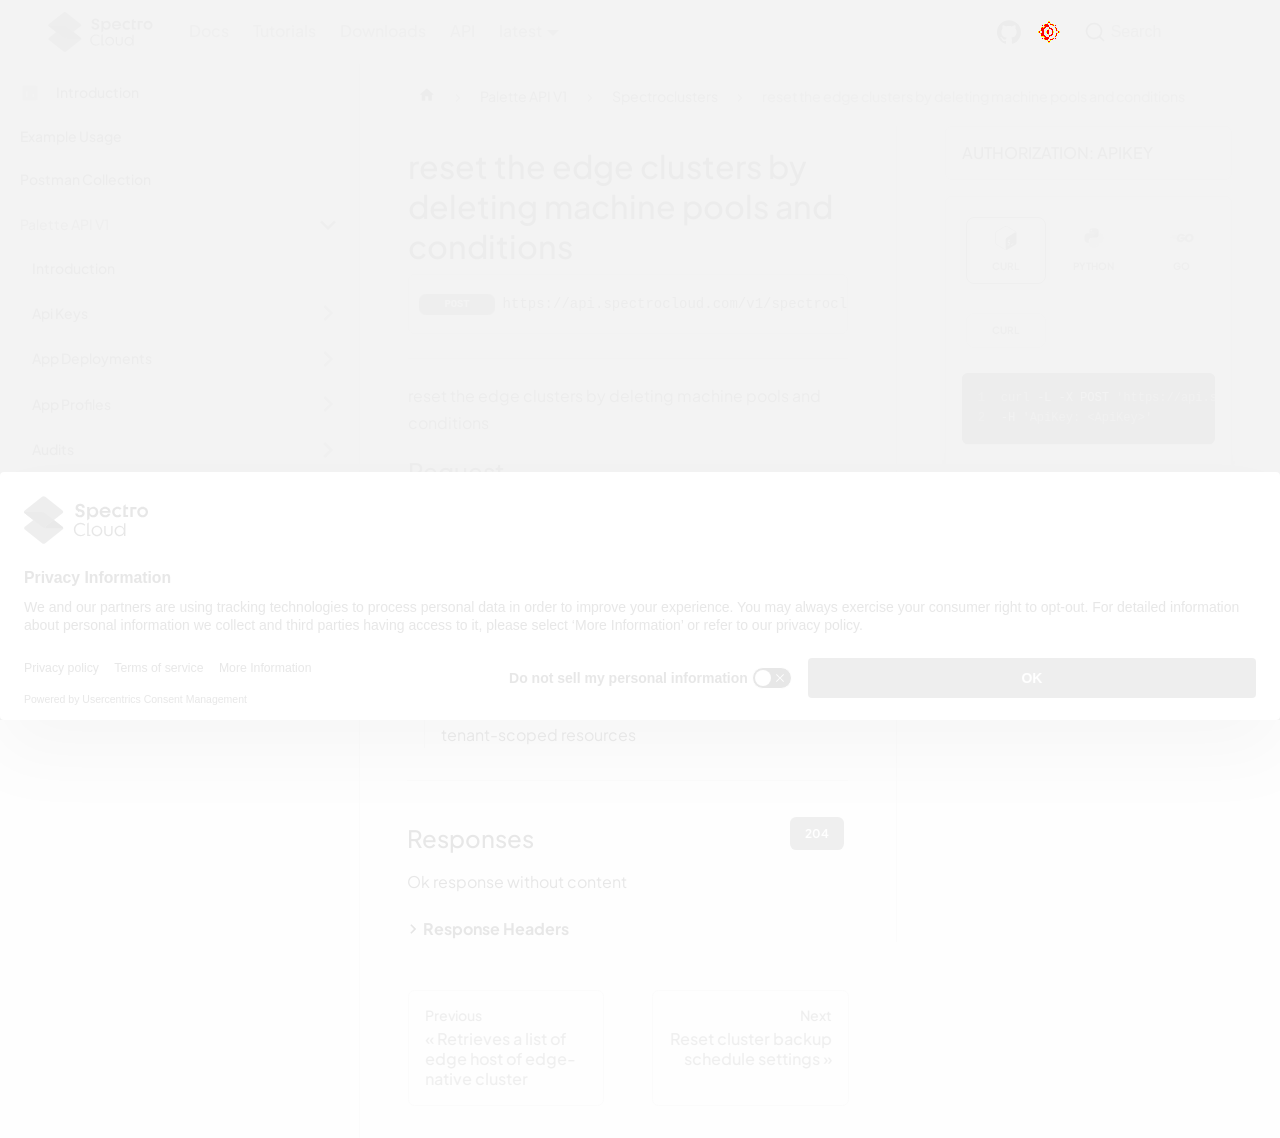 Spectro
Cloud
Docs
Tutorials
Downloads
API
latest
Search
Introduction
Example Usage
Postman Collection
Palette API V1
Introduction
Api Keys
App Deployments
App Profiles
Audits
Palette API V1
Spectroclusters
reset the edge clusters by deleting machine pools and conditions
reset the edge clusters by
deleting machine pools and
conditions
https://api.spectrocloud.com/v1/spectrocl
reset the edge clusters by deleting machine pools and
conditions
Request
AUTHORIZATION: APIKEY
CURL
PYTHON
GO
GO
CURL
POST
Spectro
Cloud
Privacy Information
We and our partners are using tracking technologies to process personal data in order to improve your experience. You may always exercise your consumer right to opt-out. For detailed information
about personal information we collect and third parties having access to it, please select ‘More Information’ or refer to our privacy policy.
Privacy policy
Terms of service
More Information
Do not sell my personal information
OK
Powered by Usercentrics Consent Management
tenant-scoped resources
Responses
204
Ok response without content
Response Headers
Previous
« Retrieves a list of
edge host of edge-
native cluster
Next
Reset cluster backup
schedule settings »